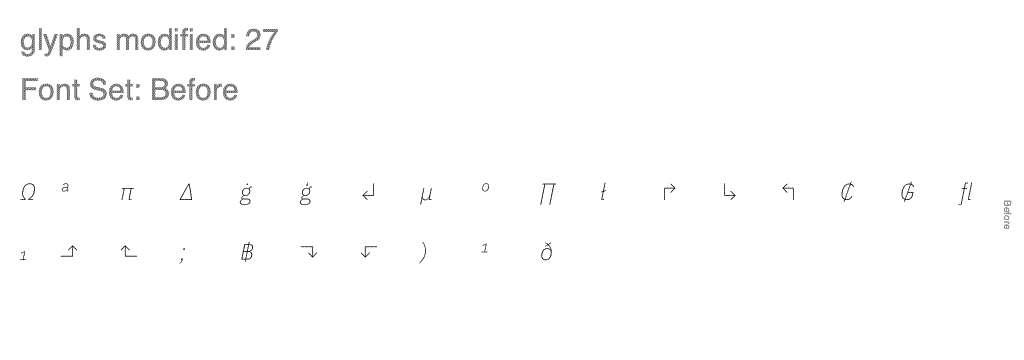 glyphs modified: 27
Font Set: Before
Ω ª π Δ ġ ģ ↲ μ º ∏ ł ↱ ↳ ↰ ₵ ₲ ﬂ
Before
₁ ⬏ ⬑ ; ฿ ↴ ⬐ ) ¹ ð